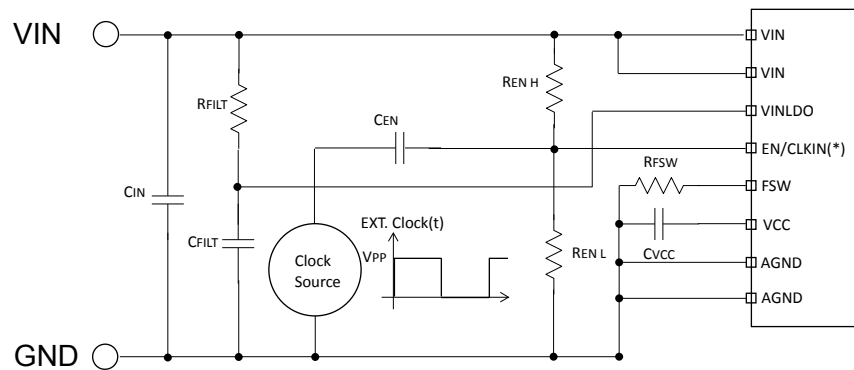 VIN
VIN
REN H
VIN
RFILT
CEN
VINLDO
EN/CLKIN(*)
RFSW
FSW
CIN
EXT. Clock(t)
VCC
CFILT
VPP
Clock
Source
REN L
CVCC
AGND
AGND
GND